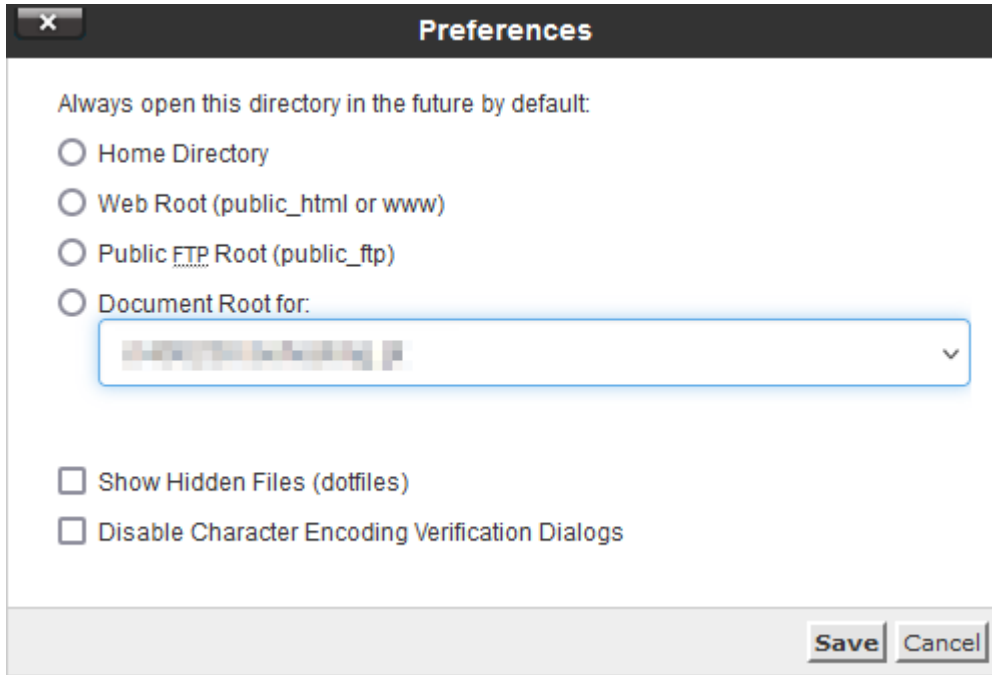 Preferences
Always open this directory in the future by default:
Home Directory
Web Root (public_html or www)
Public FTP Root (public_ftp)
Document Root for:
Show Hidden Files (dotfiles)
Disable Character Encoding Verification Dialogs
Save Cancel